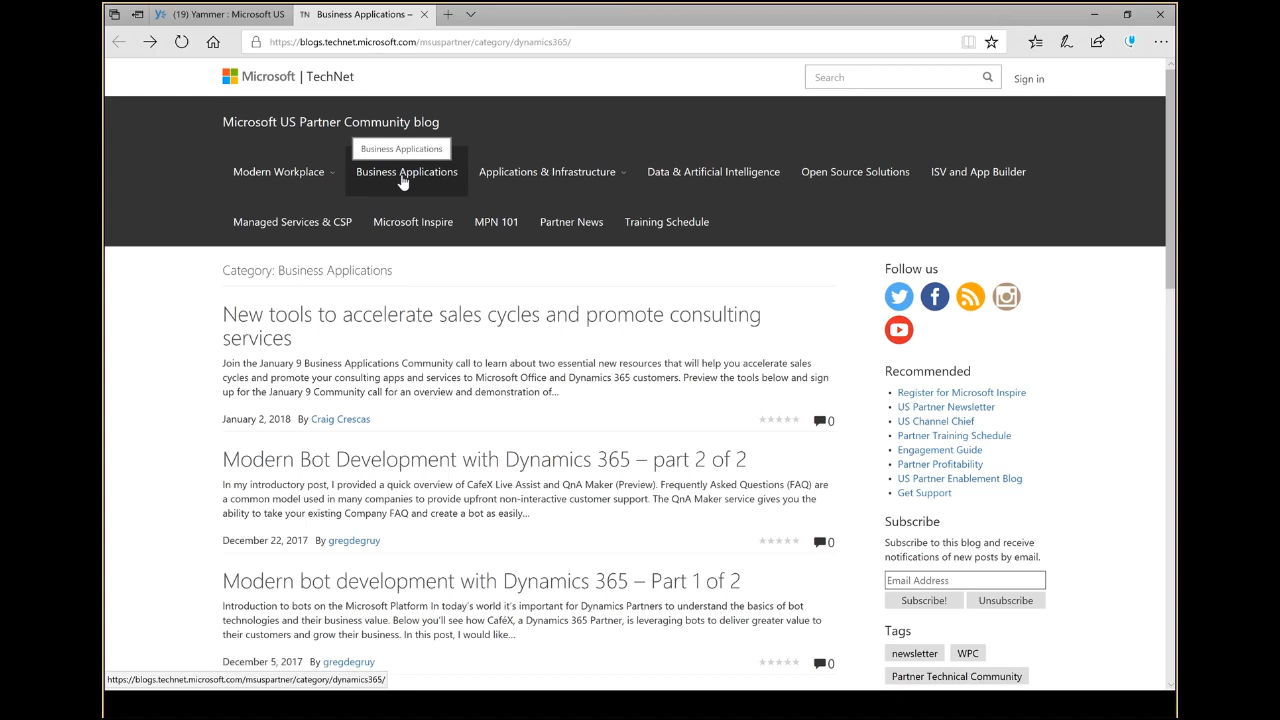 (19) Yammer : Microsoft US
TN Business Applications –
https://blogs.technet.microsoft.com/msuspartner/category/dynamics365/
Microsoft | TechNet
Search
Sign in
Microsoft US Partner Community blog
Business Applications
Modern Workplace
Business Applications
Applications & Infrastructure
Data & Artificial Intelligence
Open Source Solutions
ISV and App Builder
Managed Services & CSP
Microsoft Inspire
MPN 101
Partner News
Training Schedule
Category: Business Applications
New tools to accelerate sales cycles and promote consulting
services
Join the January 9 Business Applications Community call to learn about two essential new resources that will help you accelerate sales
cycles and promote your consulting apps and services to Microsoft Office and Dynamics 365 customers. Preview the tools below and sign
up for the January 9 Community call for an overview and demonstration of...
January 2, 2018 By Craig Crescas
0
Modern Bot Development with Dynamics 365 – part 2 of 2
In my introductory post, I provided a quick overview of CafeX Live Assist and QnA Maker (Preview). Frequently Asked Questions (FAQ) are
a common model used in many companies to provide upfront non-interactive customer support. The QnA Maker service gives you the
ability to take your existing Company FAQ and create a bot as easily...
December 22, 2017 By gregdegruy
0
Modern bot development with Dynamics 365 – Part 1 of 2
Introduction to bots on the Microsoft Platform In today's world it's important for Dynamics Partners to understand the basics of bot
technologies and their business value. Below you'll see how CaféX, a Dynamics 365 Partner, is leveraging bots to deliver greater value to
their customers and grow their business. In this post, I would like...
December 5, 2017 By gregdegruy
0
Follow us
Recommended
Register for Microsoft Inspire
US Partner Newsletter
US Channel Chief
Partner Training Schedule
Engagement Guide
Partner Profitability
US Partner Enablement Blog
Get Support
Subscribe
Subscribe to this blog and receive
notifications of new posts by email.
Email Address
Subscribe!
Unsubscribe
Tags
newsletter
WPC
Partner Technical Community
https://blogs.technet.microsoft.com/msuspartner/category/dynamics365/